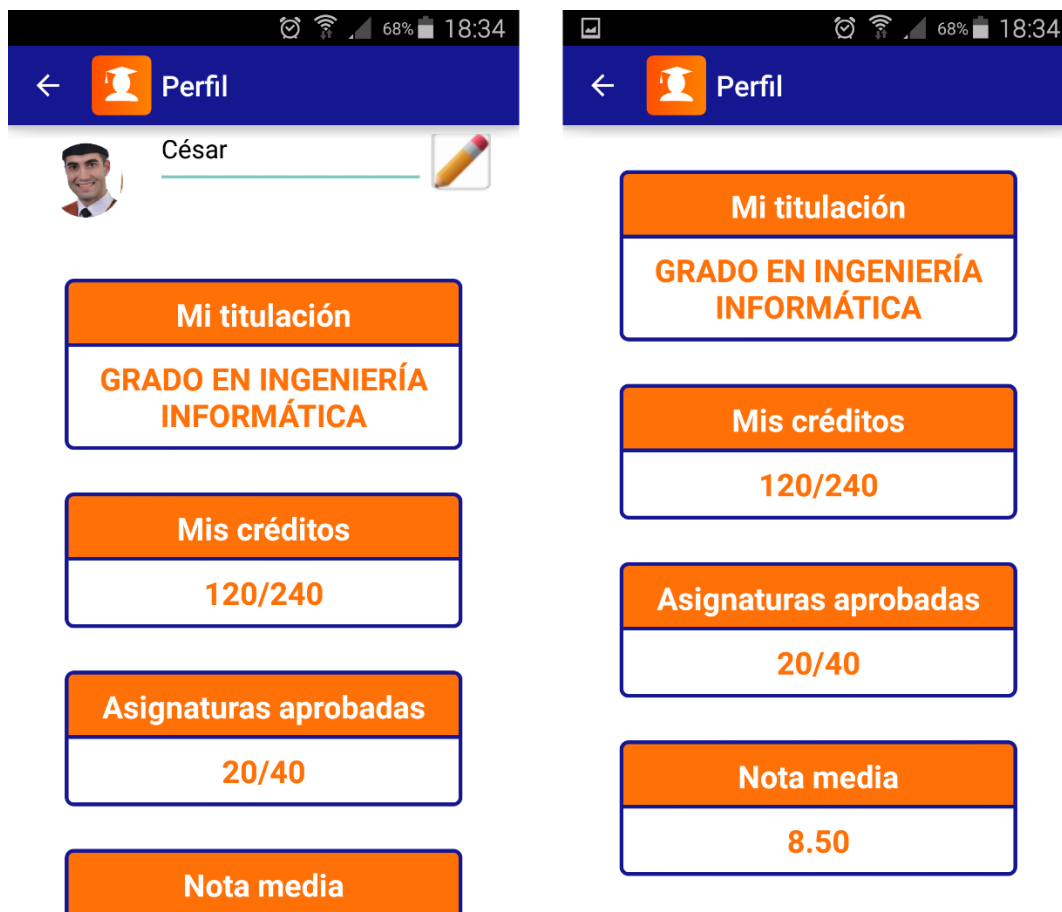 68% 18:34
Perfil
César
Mi titulación
GRADO EN INGENIERÍA
INFORMÁTICA
Mis créditos
120/240
Asignaturas aprobadas
20/40
Nota media
68% 18:34
Perfil
Mi titulación
GRADO EN INGENIERÍA
INFORMÁTICA
Mis créditos
120/240
Asignaturas aprobadas
20/40
Nota media
8.50